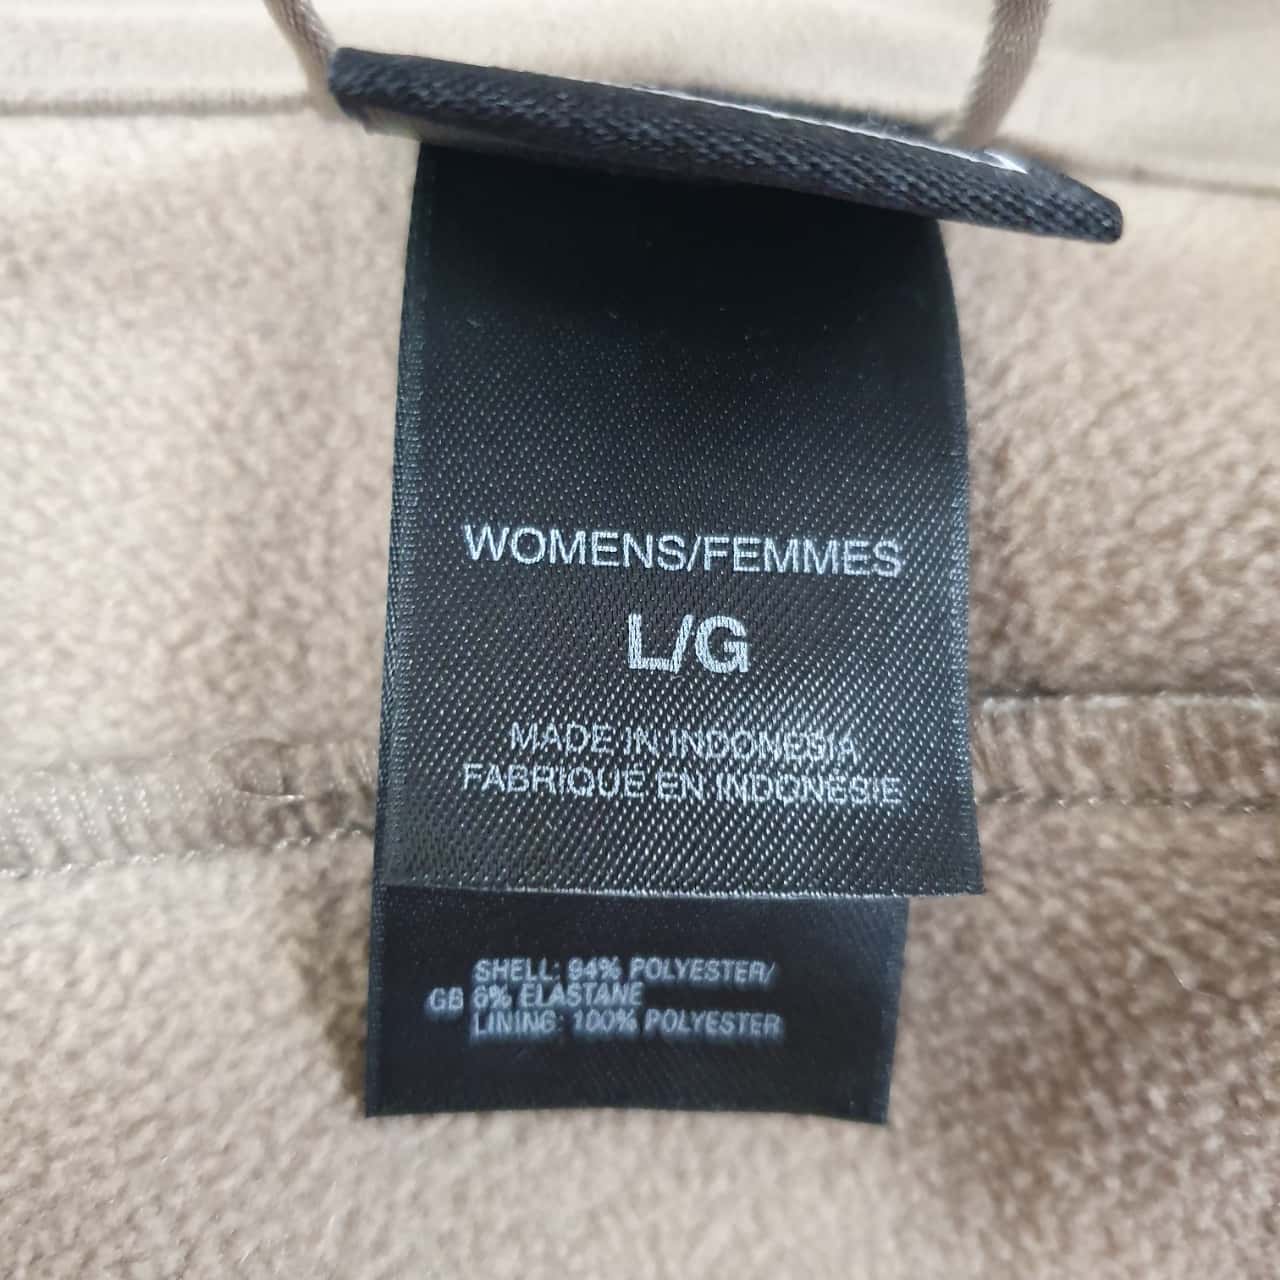 WOMENS/FEMMES
L/G
MADE IN INDONESIA
FABRIQUÉ EN INDONÉSIE
SHELL: 94% POLYESTER/
GB 6% ELASTANE
LINING: 100% POLYESTER